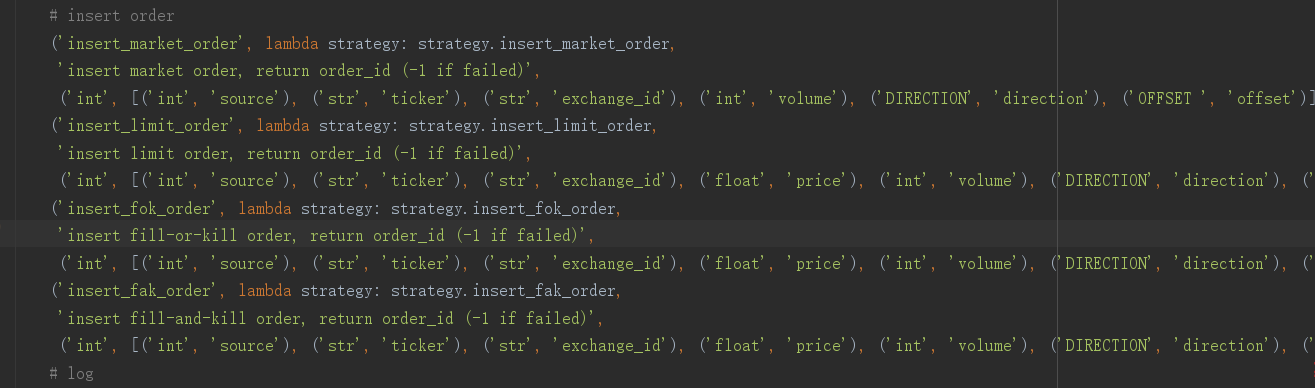 # insert order
('insert_market_order', lambda strategy: strategy.insert_market_order,
'insert market order, return order_id (-1 if failed)',
('int', [('int', 'source'), ('str', 'ticker'), ('str', 'exchange_id'), ('int', 'volume'), ('DIRECTION', 'direction'), ('OFFSET ', 'offset')]
('insert_limit_order', lambda strategy: strategy.insert_limit_order,
'insert limit order, return order_id (-1 if failed)',
('int', [('int', 'source'), ('str', 'ticker'), ('str', 'exchange_id'), ('float', 'price'), ('int', 'volume'), ('DIRECTION', 'direction'), ('
('insert_fok_order', lambda strategy: strategy.insert_fok_order,
'insert fill-or-kill order, return order_id (-1 if failed)',
('int', [('int', 'source'), ('str', 'ticker'), ('str', 'exchange_id'), ('float', 'price'), ('int', 'volume'), ('DIRECTION', 'direction'), ('
('insert_fak_order', lambda strategy: strategy.insert_fak_order,
'insert fill-and-kill order, return order_id (-1 if failed)',
('int', [('int', 'source'), ('str', 'ticker'), ('str', 'exchange_id'), ('float', 'price'), ('int', 'volume'), ('DIRECTION', 'direction'), ('
# log